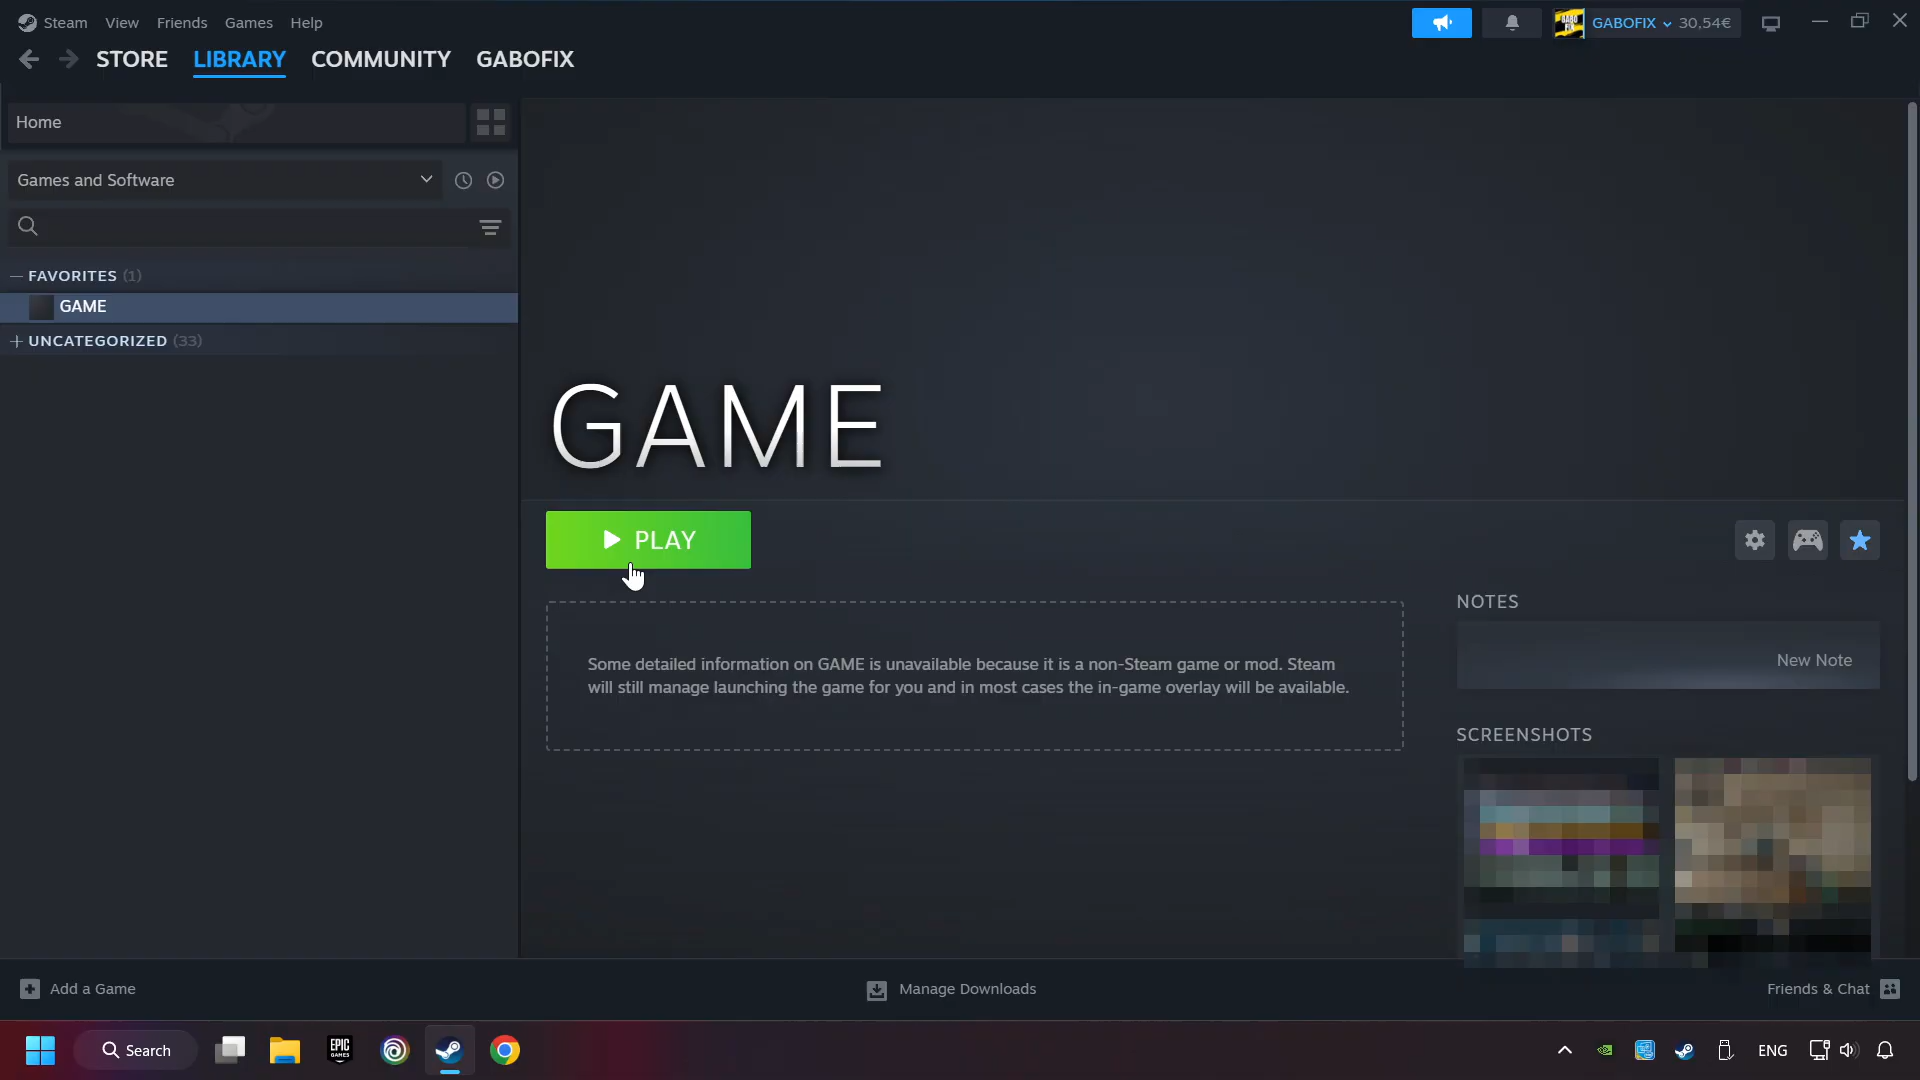 Steam View Friends Games Help
GABOFIX 30,54€
STORE LIBRARY COMMUNITY GABOFIX
Home
Games and Software
FAVORITES (1)
GAME
UNCATEGORIZED (33)
GAME
PLAY
Some detailed information on GAME is unavailable because it is a non-Steam game or mod. Steam
will still manage launching the game for you and in most cases the in-game overlay will be available.
NOTES
New Note
SCREENSHOTS
Add a Game
Manage Downloads
Friends & Chat
Search
EPIC
GAMES
ENG